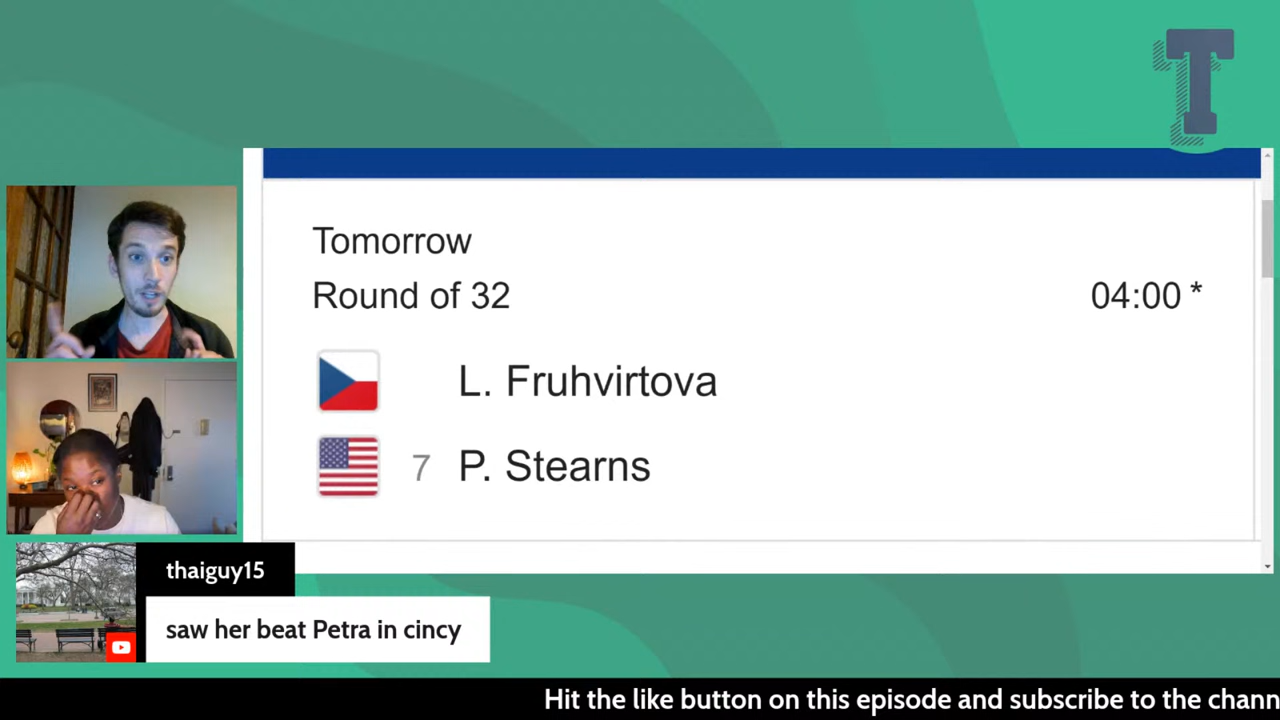 T
Tomorrow
Round of 32
04:00 *
L. Fruhvirtova
7 P. Stearns
thaiguy15
saw her beat Petra in cincy
Hit the like button on this episode and subscribe to the chann